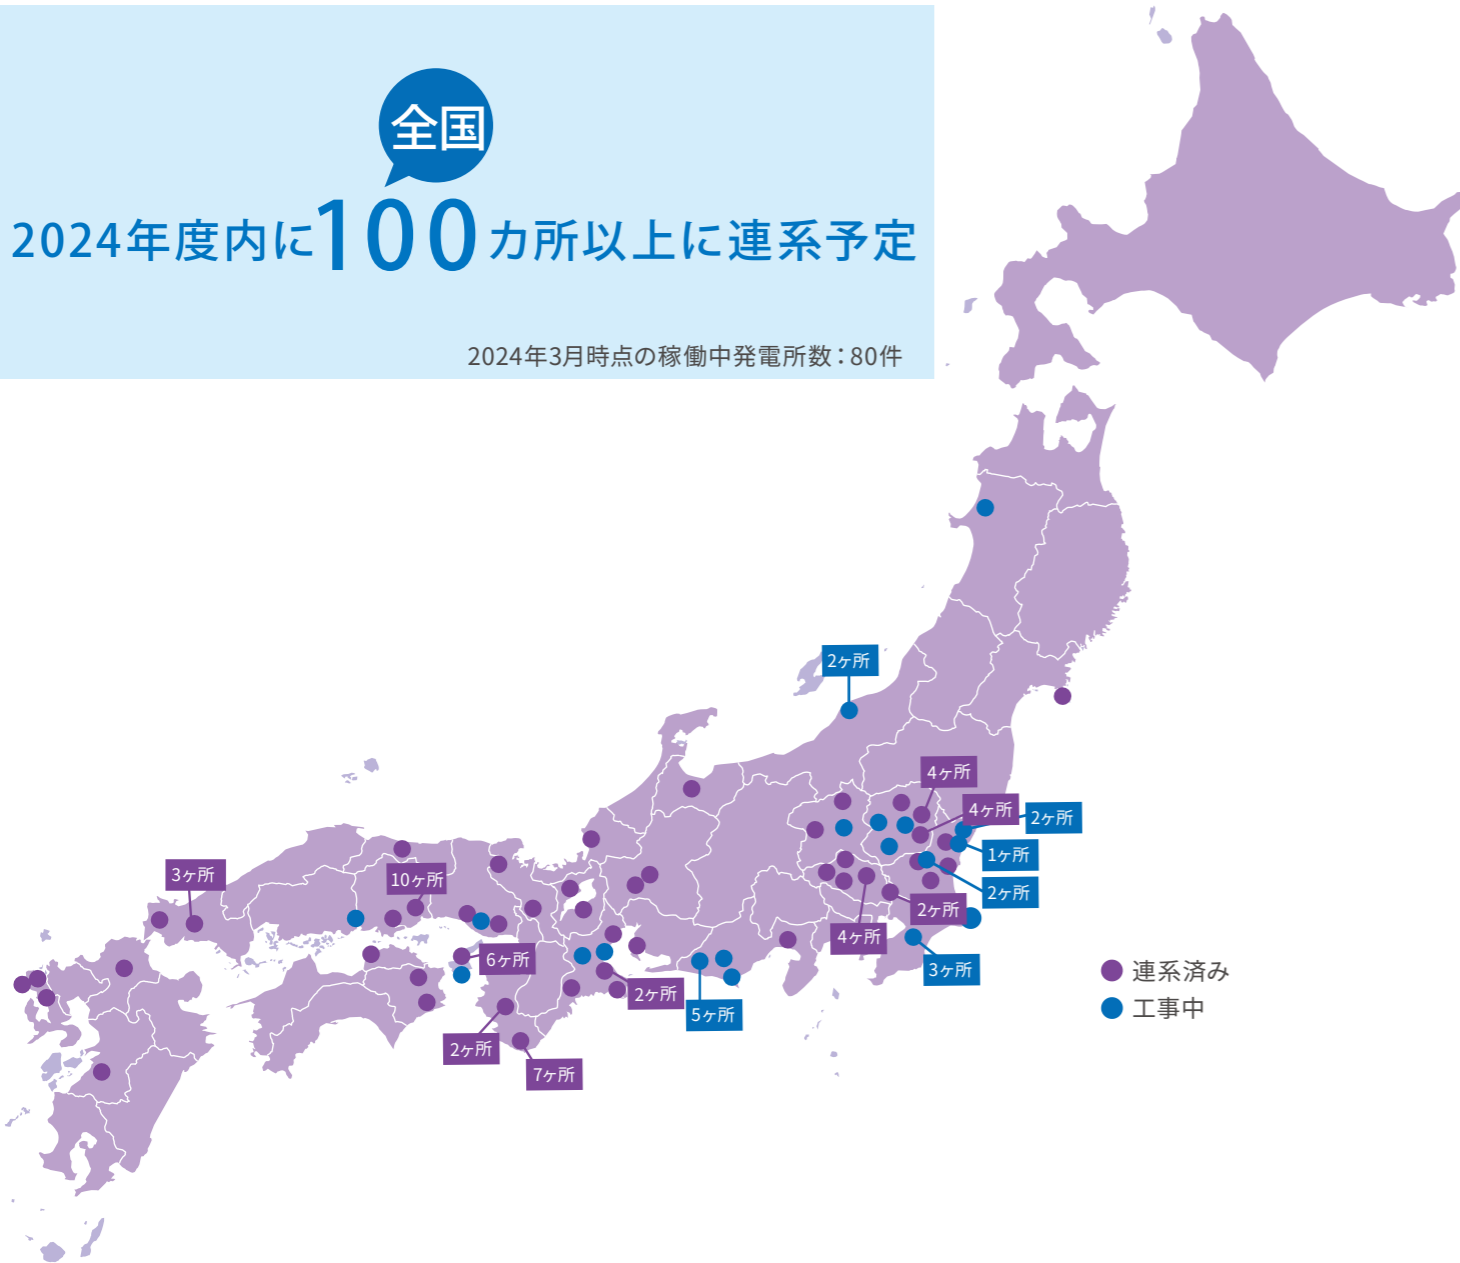 全国
2024年度内に100カ所以上に連系予定
2024年3月時点の稼働中発電所数：80件
2ヶ所
4ヶ所
4ヶ所
2ヶ所
1ヶ所
2ヶ所
3ヶ所
10ヶ所
2ヶ所
4ヶ所
6ヶ所
3ヶ所
2ヶ所
5ヶ所
2ヶ所
7ヶ所
連系済み
工事中